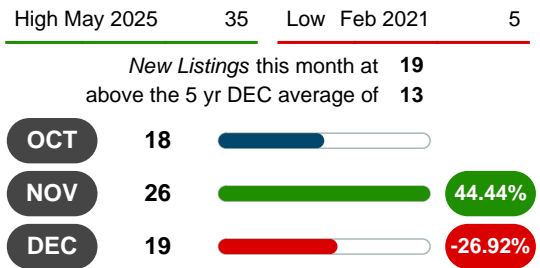 High May 2025 35 Low Feb 2021 5
New Listings this month at 19
above the 5 yr DEC average of 13
OCT 18
NOV 26 44.44%
DEC 19 -26.92%